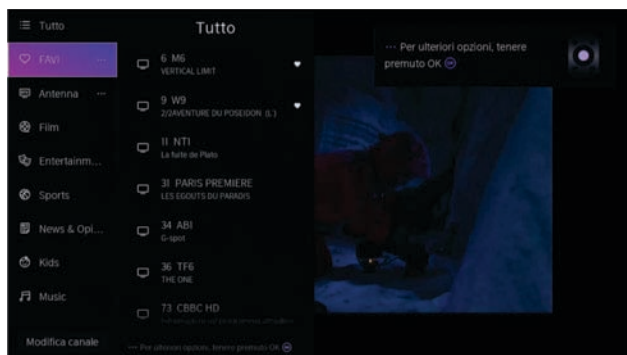 Tutto
FAV1
Antenna
Film
Entertainm...
Sports
News & Opi...
Kids
Music
Modifica canale
Tutto
6 M6
VERTICAL LIMIT
9 W9
2/2AVENTURE DU POSEIDON (L')
11 NT1
La fuite de Plato
31 PARIS PREMIERE
LES EGOUTS DU PARADIS
34 AB1
G-spot
36 TF6
THE ONE
73 CBBC HD
··· Per ulteriori opzioni, tenere premuto OK
··· Per ulteriori opzioni, tenere
premuto OK